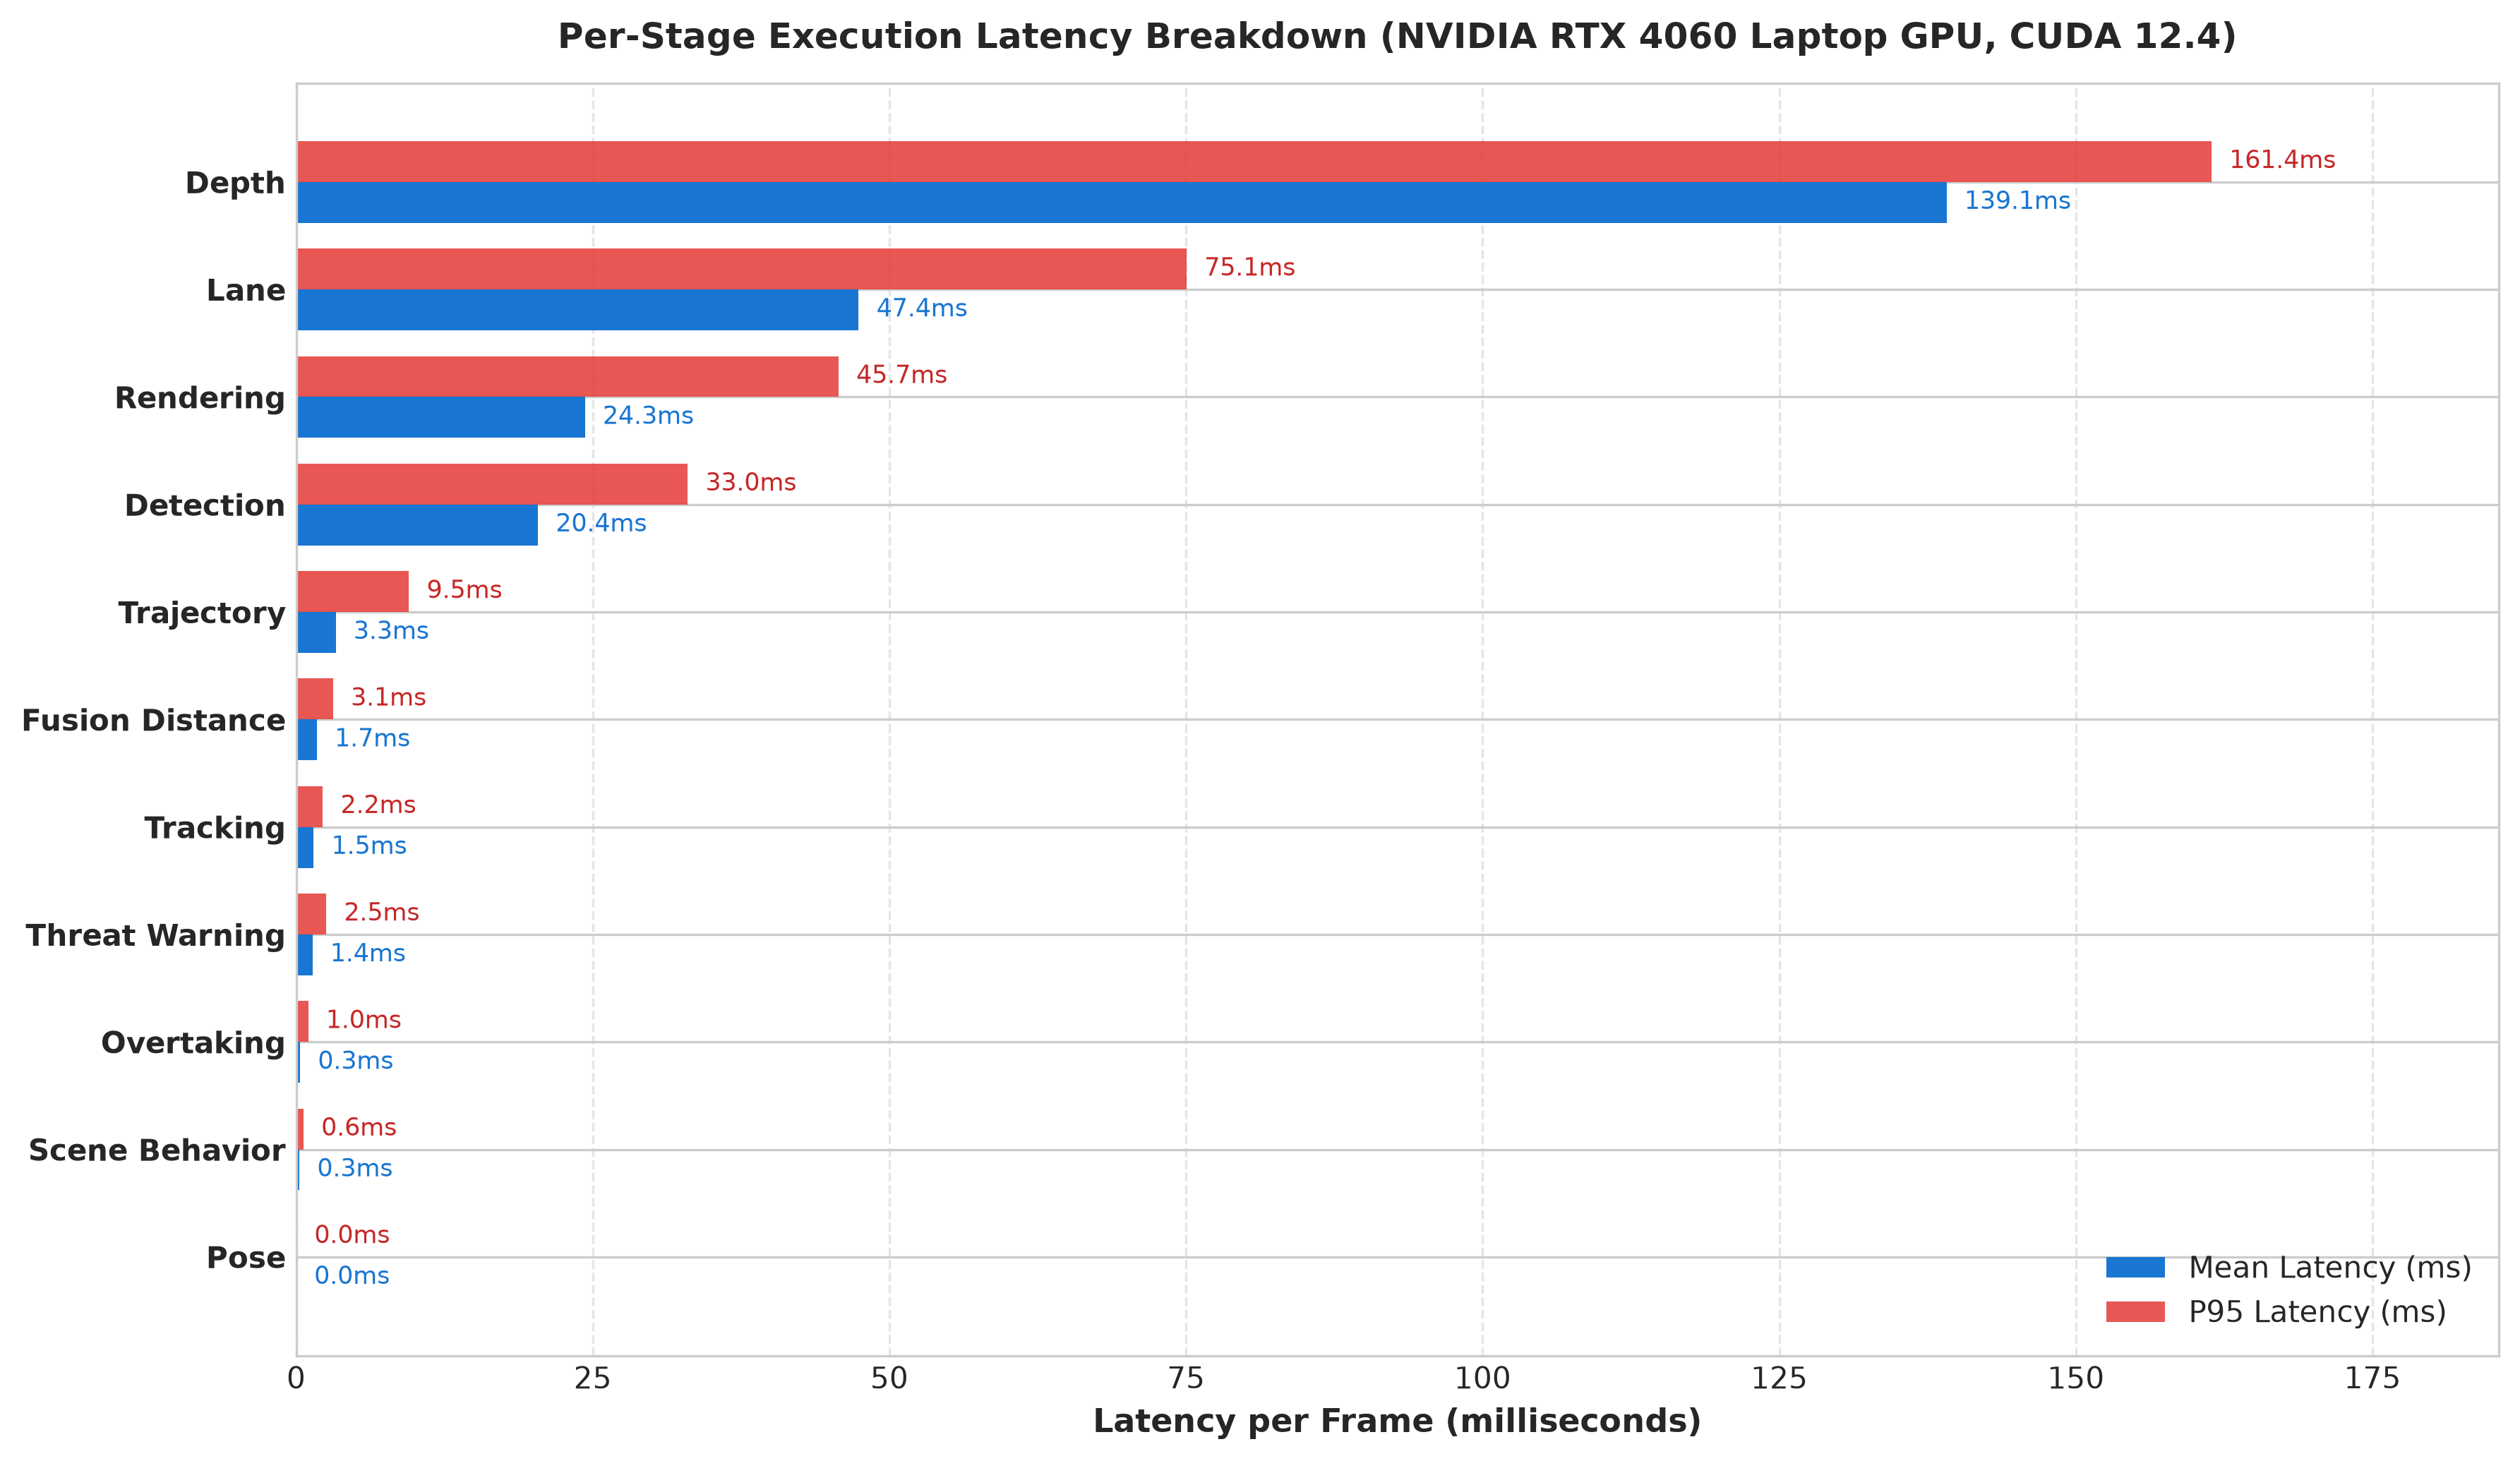 Per-Stage Execution Latency Breakdown (NVIDIA RTX 4060 Laptop GPU, CUDA 12.4)
Depth
161.4ms
139.1ms
Lane
75.1ms
47.4ms
Rendering
45.7ms
24.3ms
Detection
33.0ms
20.4ms
Trajectory
9.5ms
3.3ms
Fusion Distance
3.1ms
1.7ms
Tracking
2.2ms
1.5ms
Threat Warning
2.5ms
1.4ms
Overtaking
1.0ms
0.3ms
Scene Behavior
0.6ms
0.3ms
Pose
0.0ms
0.0ms
Mean Latency (ms)
P95 Latency (ms)
0 25 50 75 100 125 150 175
Latency per Frame (milliseconds)